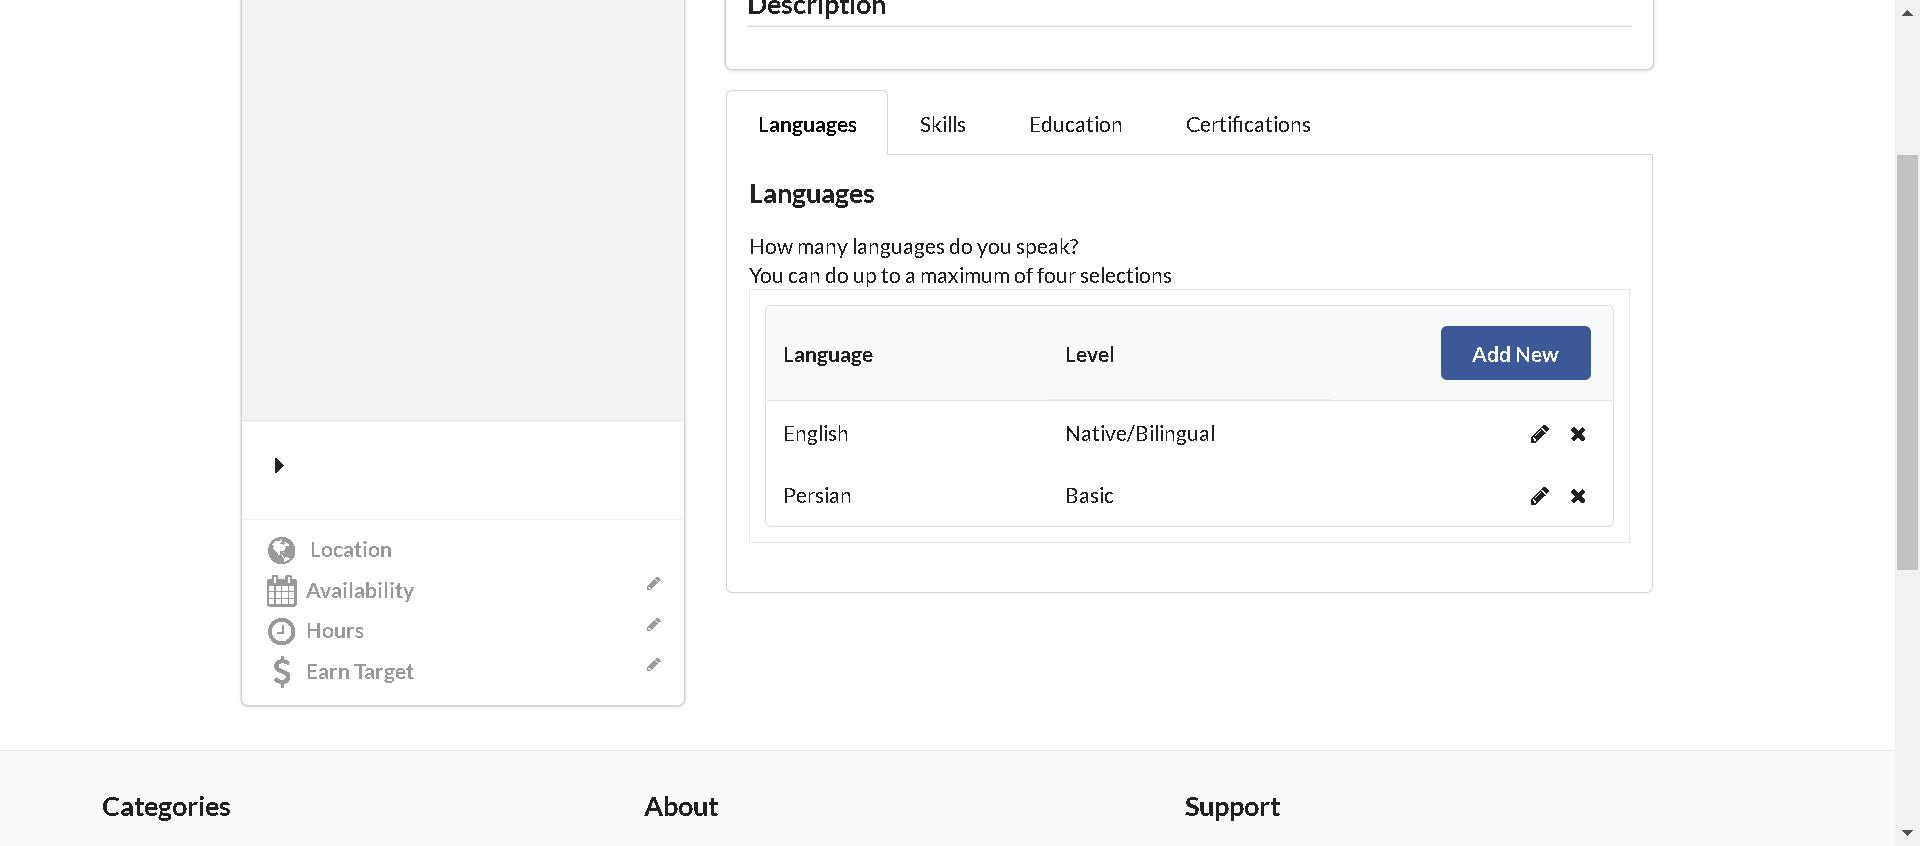 Description
Languages Skills Education Certifications
Languages
How many languages do you speak?
You can do up to a maximum of four selections
Language Level Add New
English Native/Bilingual
Persian Basic
Location
Availability
Hours
Earn Target
Categories About Support